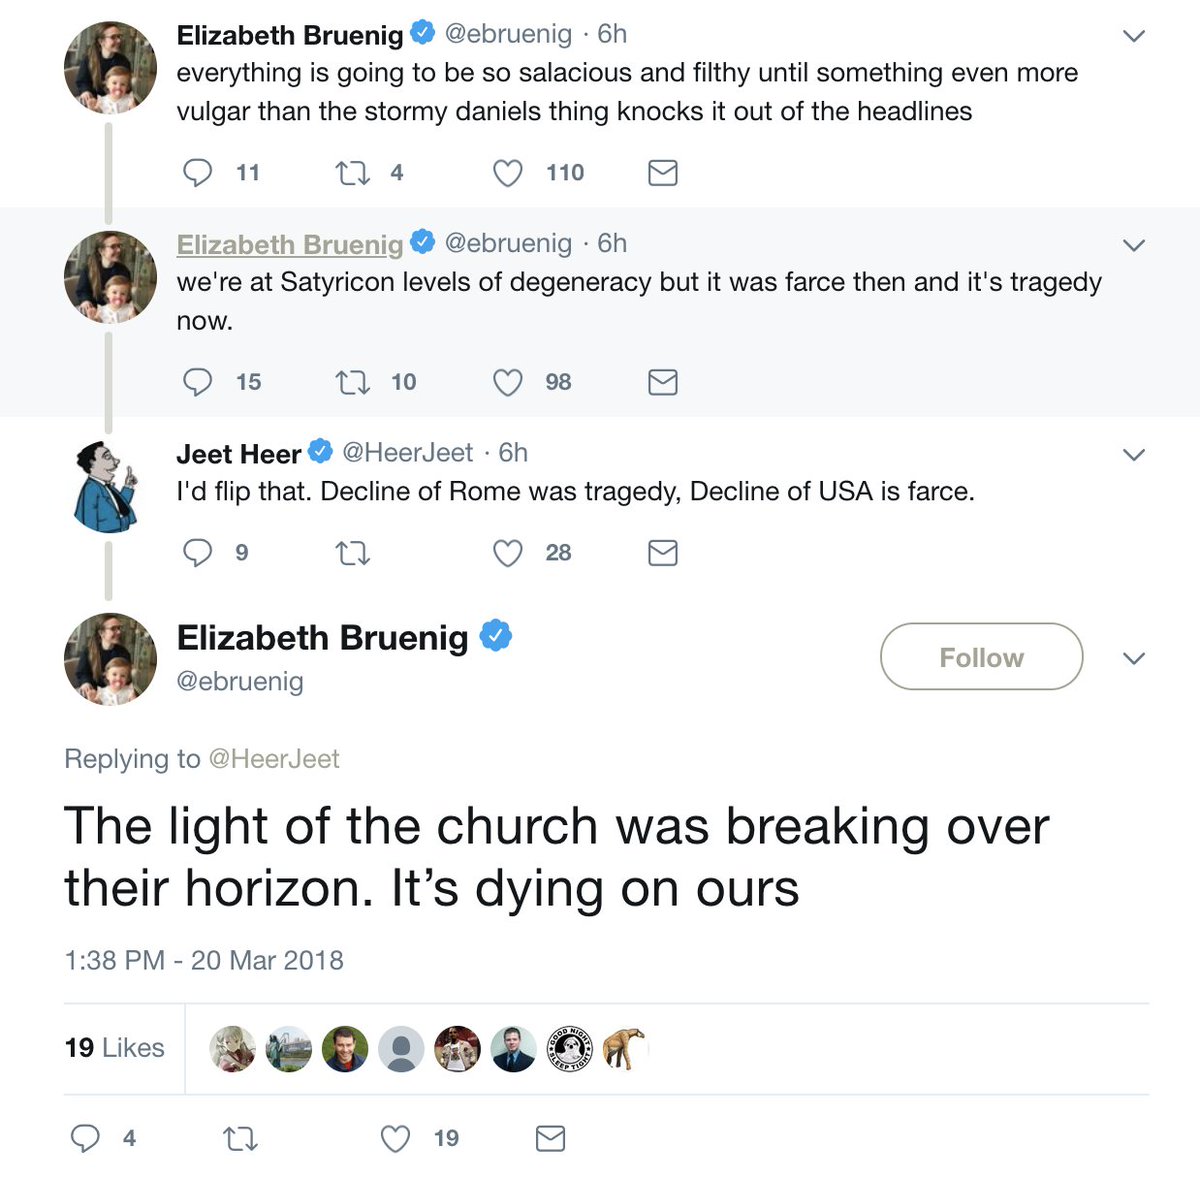 Elizabeth Bruenig @ebruenig · 6h
everything is going to be so salacious and filthy until something even more
vulgar than the stormy daniels thing knocks it out of the headlines
11 4 110
Elizabeth Bruenig @ebruenig · 6h
we're at Satyricon levels of degeneracy but it was farce then and it's tragedy
now.
15 10 98
Jeet Heer @HeerJeet · 6h
I'd flip that. Decline of Rome was tragedy, Decline of USA is farce.
9 28
Elizabeth Bruenig
@ebruenig
Follow
Replying to @HeerJeet
The light of the church was breaking over
their horizon. It’s dying on ours
1:38 PM - 20 Mar 2018
19 Likes
GOOD NIGHT
SLEEP TIGHT
4 19